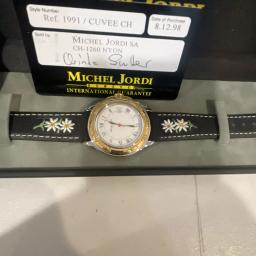 Style Number
Ref. 1991 / CUVEE CH
Date of Purchase
8.12.98
Sold by
MICHEL JORDI SA
CH-1260 NYON
MICHEL JORDI
INTERNATIONAL GUARANTEE